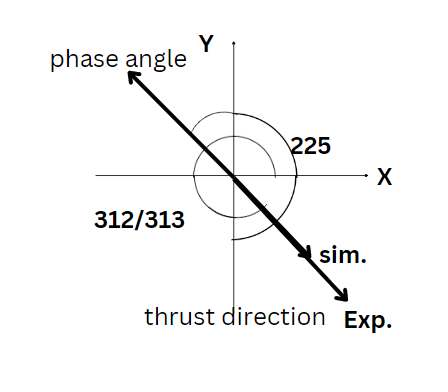 Y
phase angle
225
X
312/313
sim.
thrust direction
Exp.